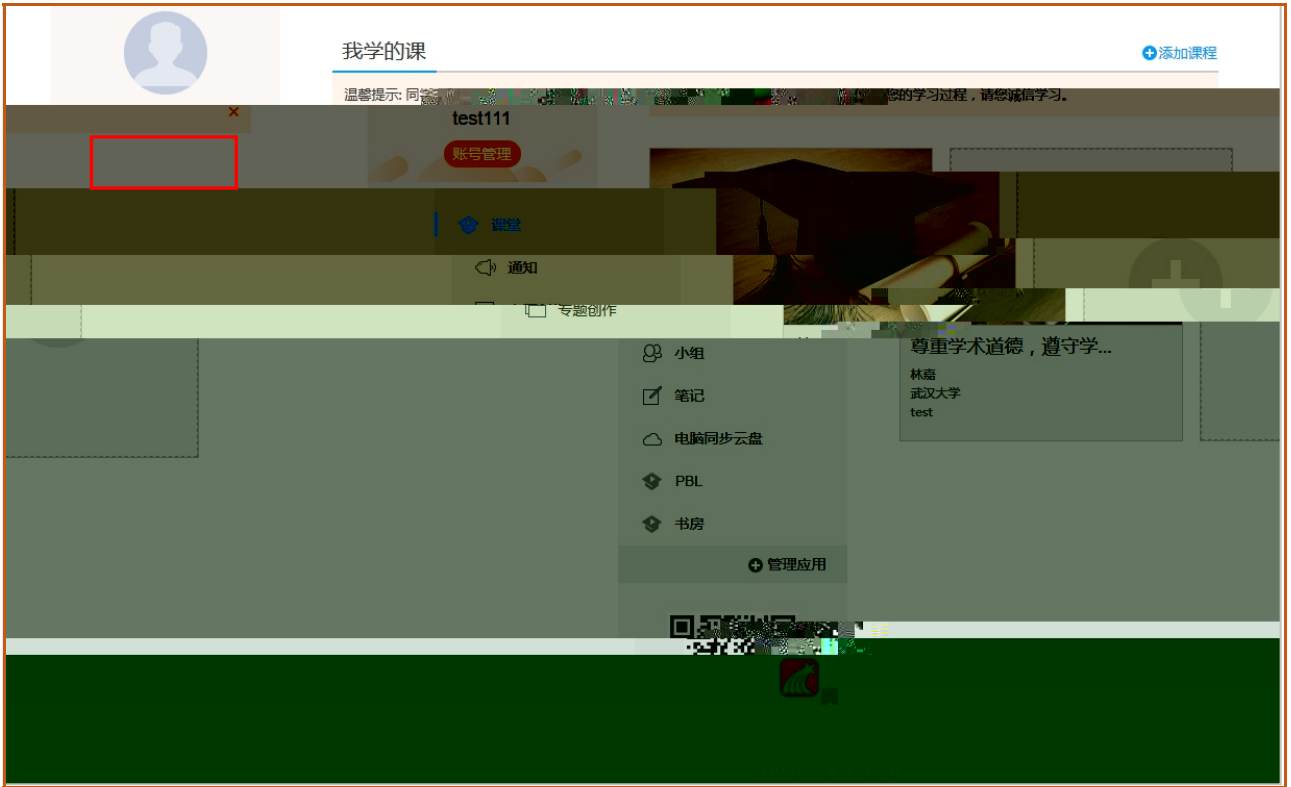 我学的课
添加课程
温馨提示: 同
您的学习过程，请您诚信学习。
test111
账号管理
课堂
通知
专题创作
小组
笔记
电脑同步云盘
PBL
书房
管理应用
尊重学术道德，遵守学...
林嘉
武汉大学
test